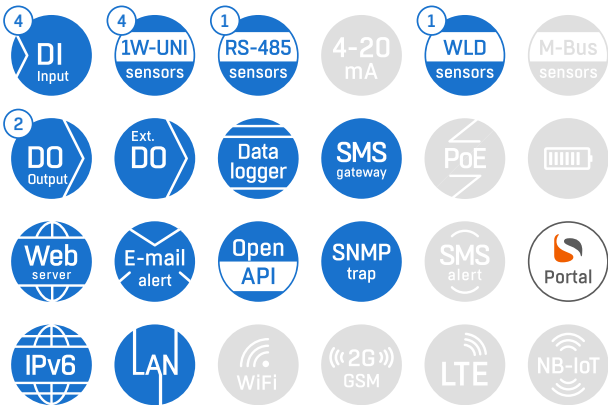 4
DI
Input
4
1W-UNI
sensors
1
RS-485
sensors
4-20
mA
1
WLD
sensors
M-Bus
sensors
2
DO
Output
Ext.
DO
Data
logger
SMS
gateway
PoE
Web
server
E-mail
alert
Open
API
SNMP
trap
SMS
alert
Portal
IPv6
LAN
WiFi
2G
GSM
LTE
NB-IoT